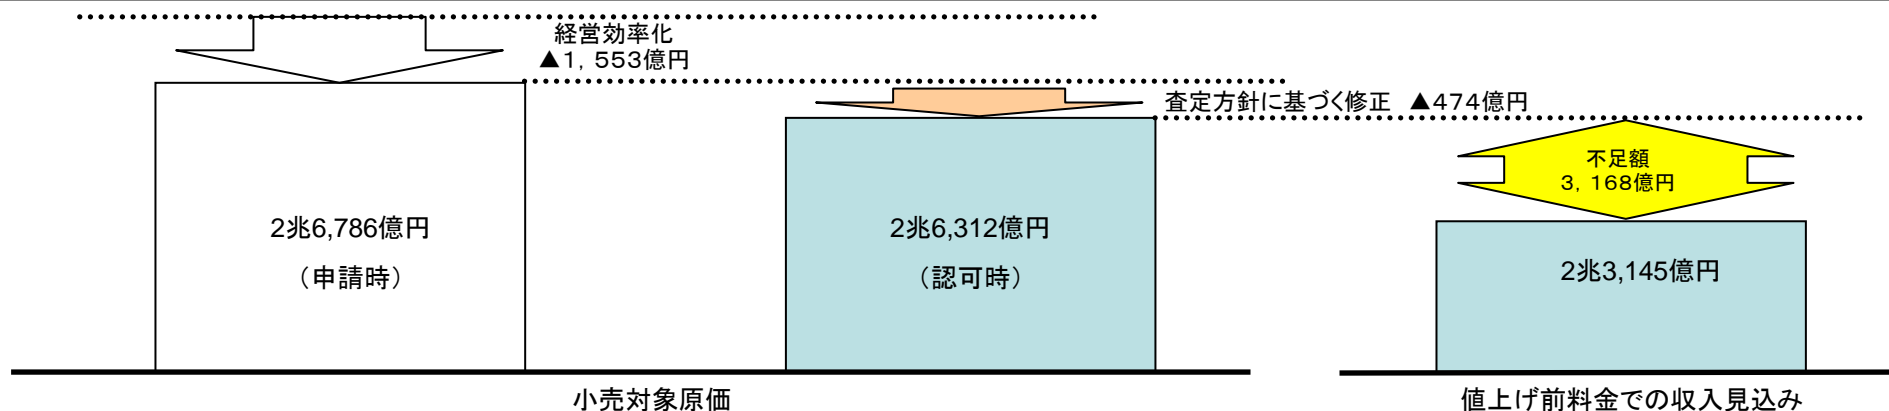 経営効率化
▲1,553億円
査定方針に基づく修正 ▲474億円
不足額
3,168億円
2兆6,786億円
（申請時）
2兆6,312億円
（認可時）
2兆3,145億円
小売対象原価
値上げ前料金での収入見込み